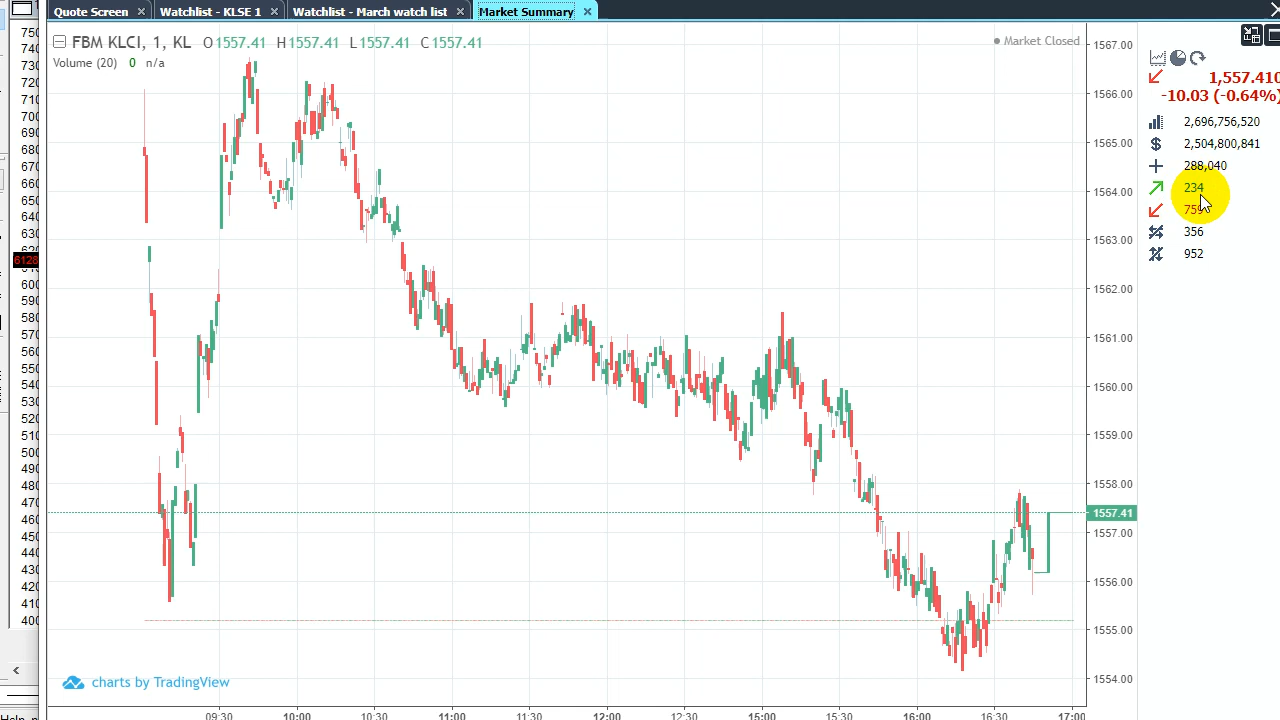 Quote Screen
Watchlist - KLSE 1
Watchlist - March watch list
Market Summary
FBM KLCI, 1, KL O1557.41 H1557.41 L1557.41 C1557.41
Market Closed
Volume (20) 0 n/a
1567.00
1566.00
1565.00
1564.00
1563.00
1562.00
1561.00
1560.00
1559.00
1558.00
1557.41
1557.00
1556.00
1555.00
1554.00
1,557.410
-10.03 (-0.64%)
2,696,756,520
2,504,800,841
288,040
234
356
952
6128
charts by TradingView
09:30 10:00 10:30 11:00 11:30 12:00 12:30 15:00 15:30 16:00 16:30 17:00